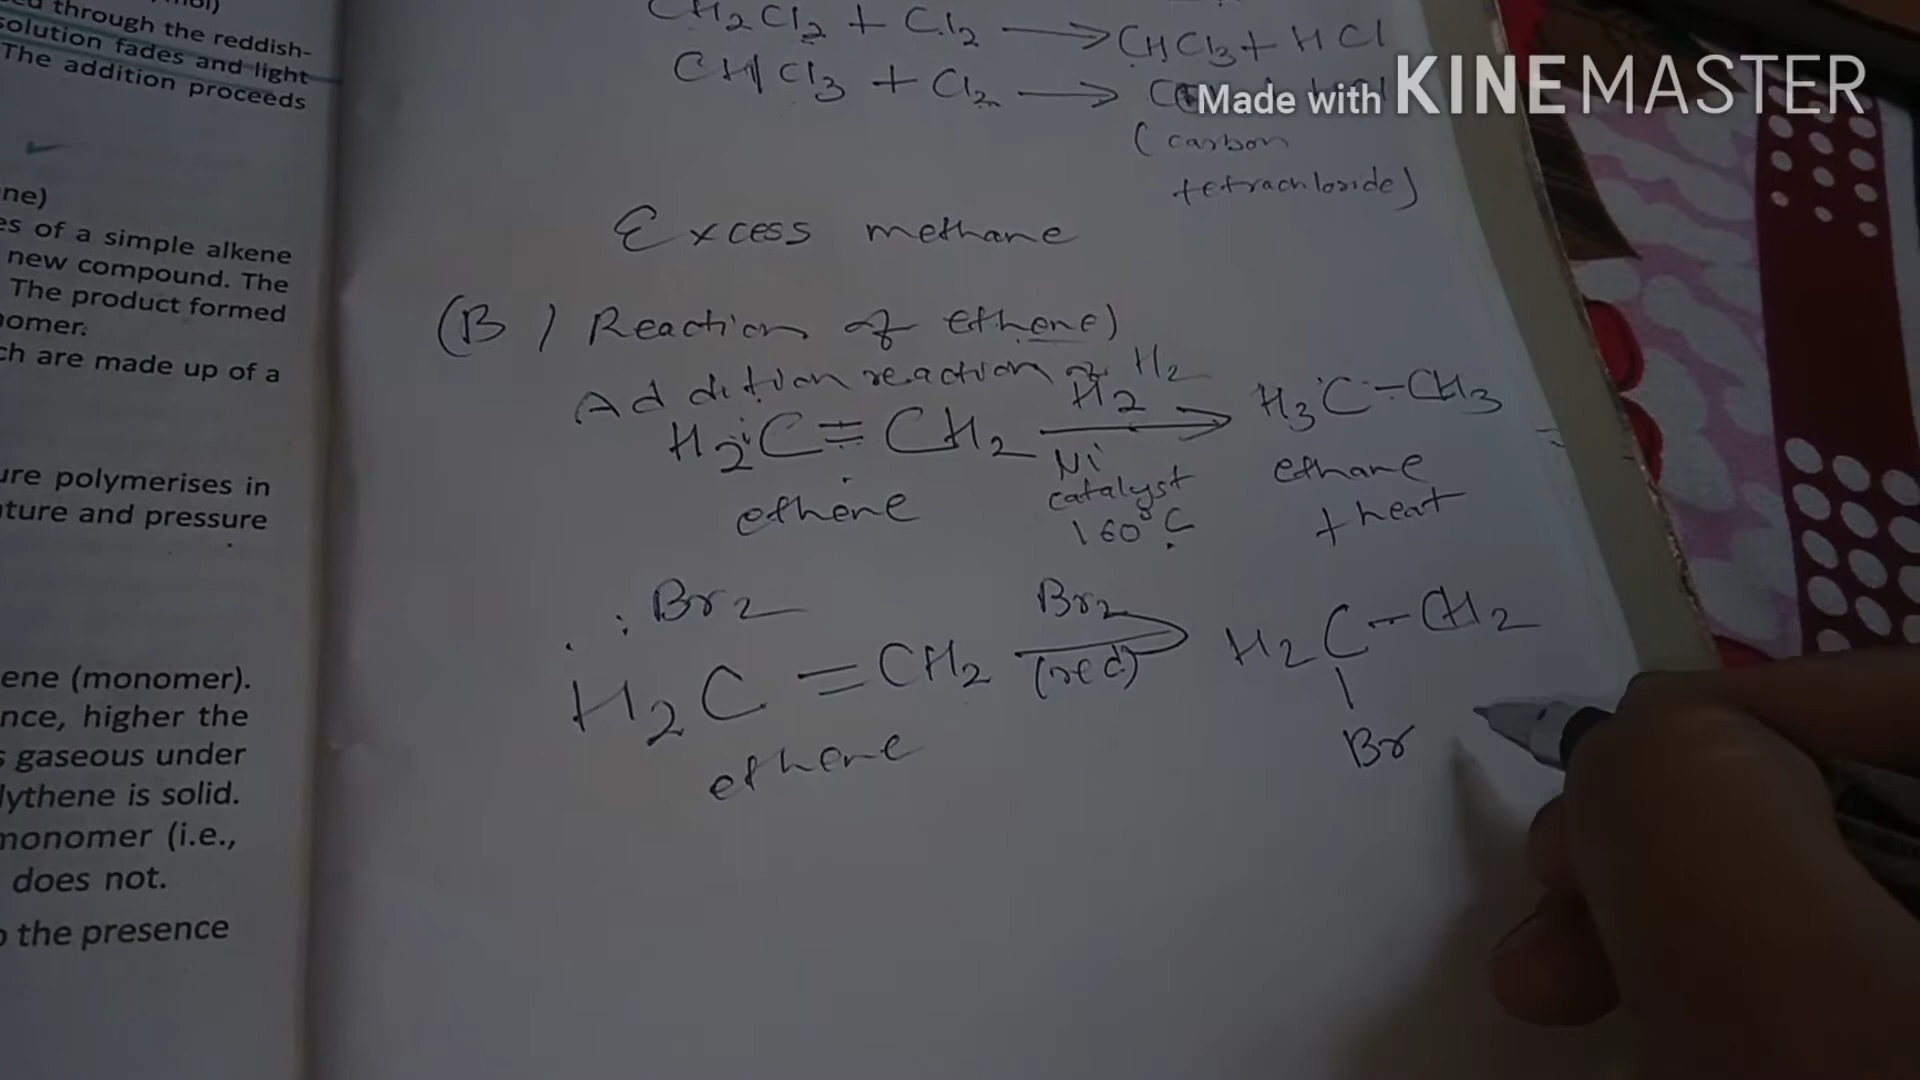 through the reddish-
solution fades and light
The addition proceeds
ne)
es of a simple alkene
new compound. The
The product formed
nomer.
ch are made up of a
ure polymerises in
ature and pressure
ene (monomer).
nce, higher the
s gaseous under
lythene is solid.
monomer (i.e.,
does not.
o the presence
CH2Cl2 + Cl2 → CHCl3 + HCl
CHCl3 + Cl2 →
Made with KINEMASTER
(carbon
tetrachloride)
Excess methane
(B) Reaction of ethene)
Addition reaction of H2
H2C=CH2 H2 → H3C-CH3
Ni
catalyst
160°C
ethene
ethane
+ heat
: Br2
H2C=CH2 Br2 → H2C-CH2
(red)
ethene
Br